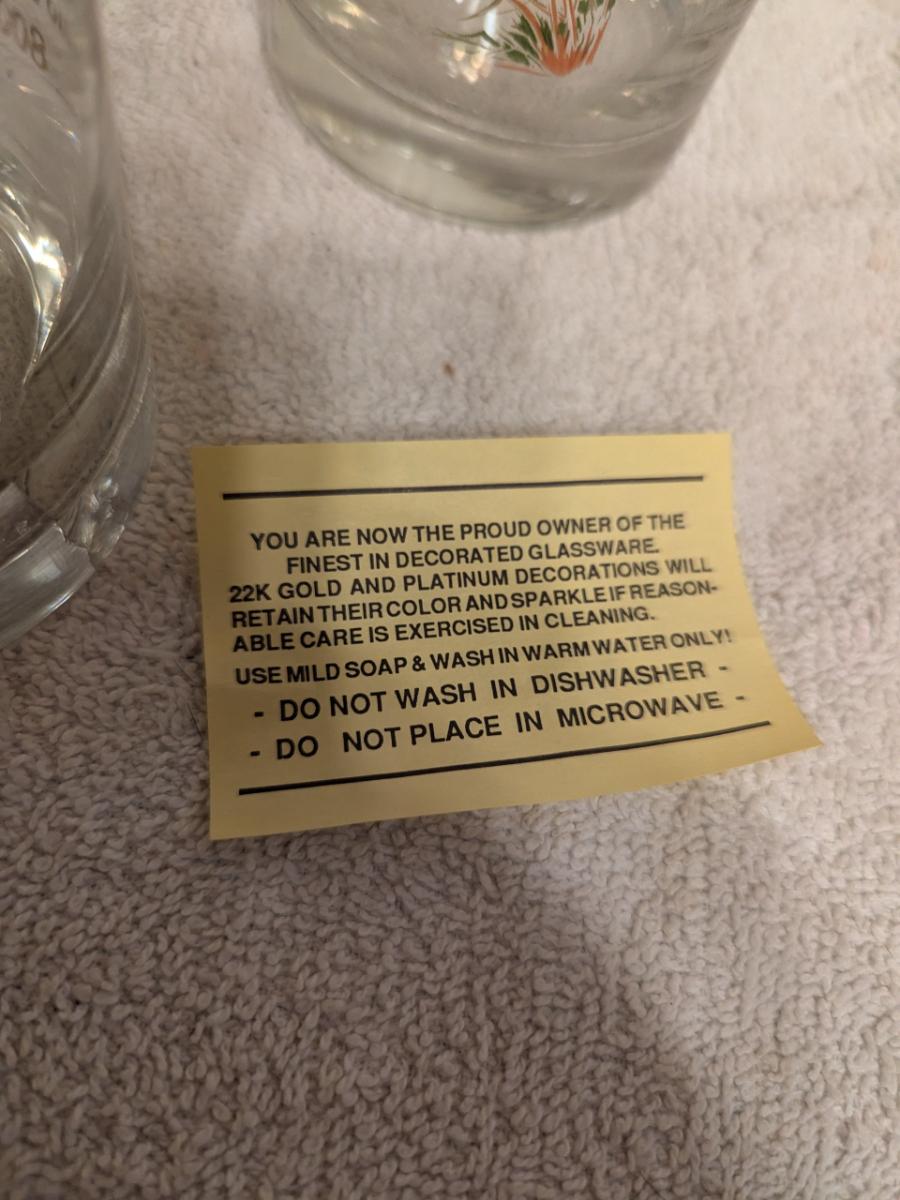 YOU ARE NOW THE PROUD OWNER OF THE
FINEST IN DECORATED GLASSWARE.
22K GOLD AND PLATINUM DECORATIONS WILL
RETAIN THEIR COLOR AND SPARKLE IF REASON-
ABLE CARE IS EXERCISED IN CLEANING.
USE MILD SOAP & WASH IN WARM WATER ONLY!
- DO NOT WASH IN DISHWASHER -
- DO NOT PLACE IN MICROWAVE -